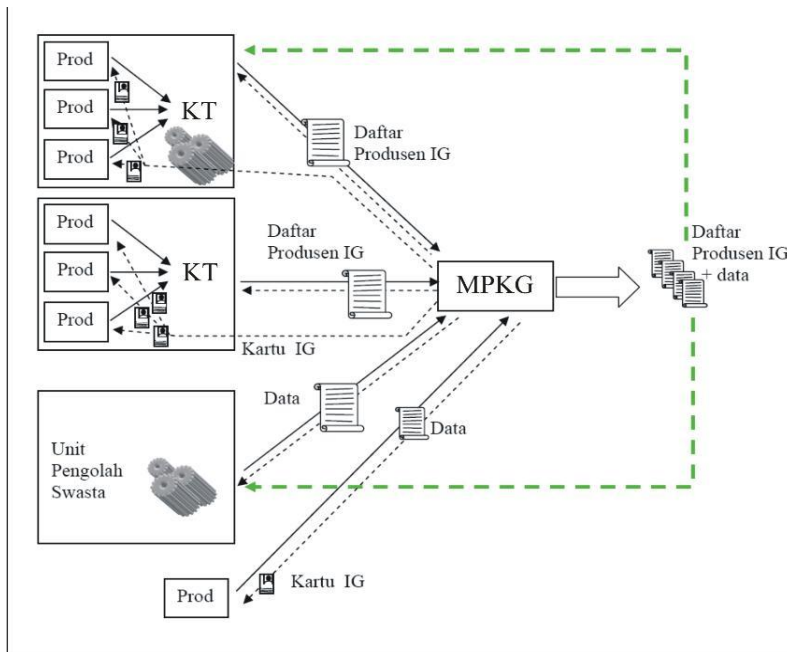 Prod
Prod
Prod
KT
Daftar
Produsen IG
Prod
Prod
Prod
KT
Daftar
Produsen IG
Kartu IG
MPKG
Daftar
Produsen IG
+ data
Unit
Pengolah
Swasta
Data
Data
Prod
Kartu IG